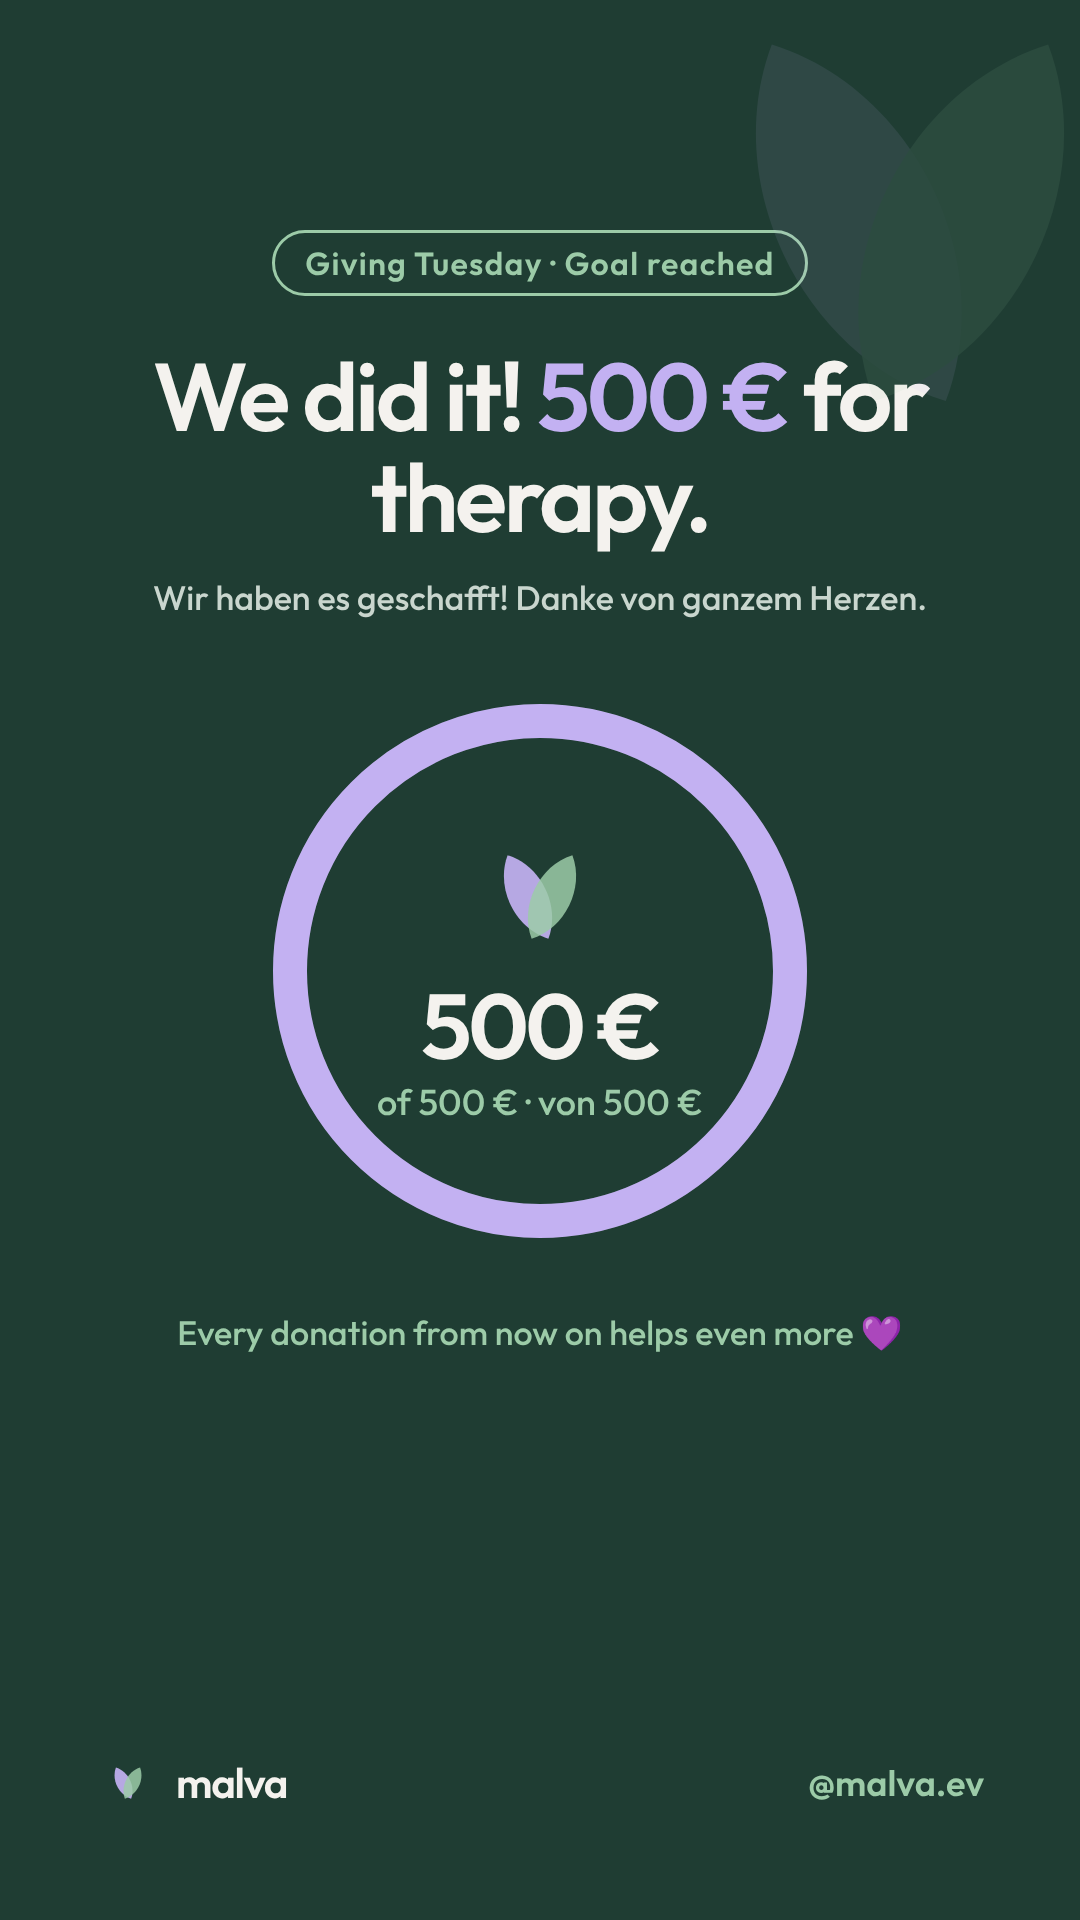 Giving Tuesday · Goal reached
We did it! 500 € for
therapy.
Wir haben es geschafft! Danke von ganzem Herzen.
500 €
of 500 € · von 500 €
Every donation from now on helps even more 💜
malva
@malva.ev